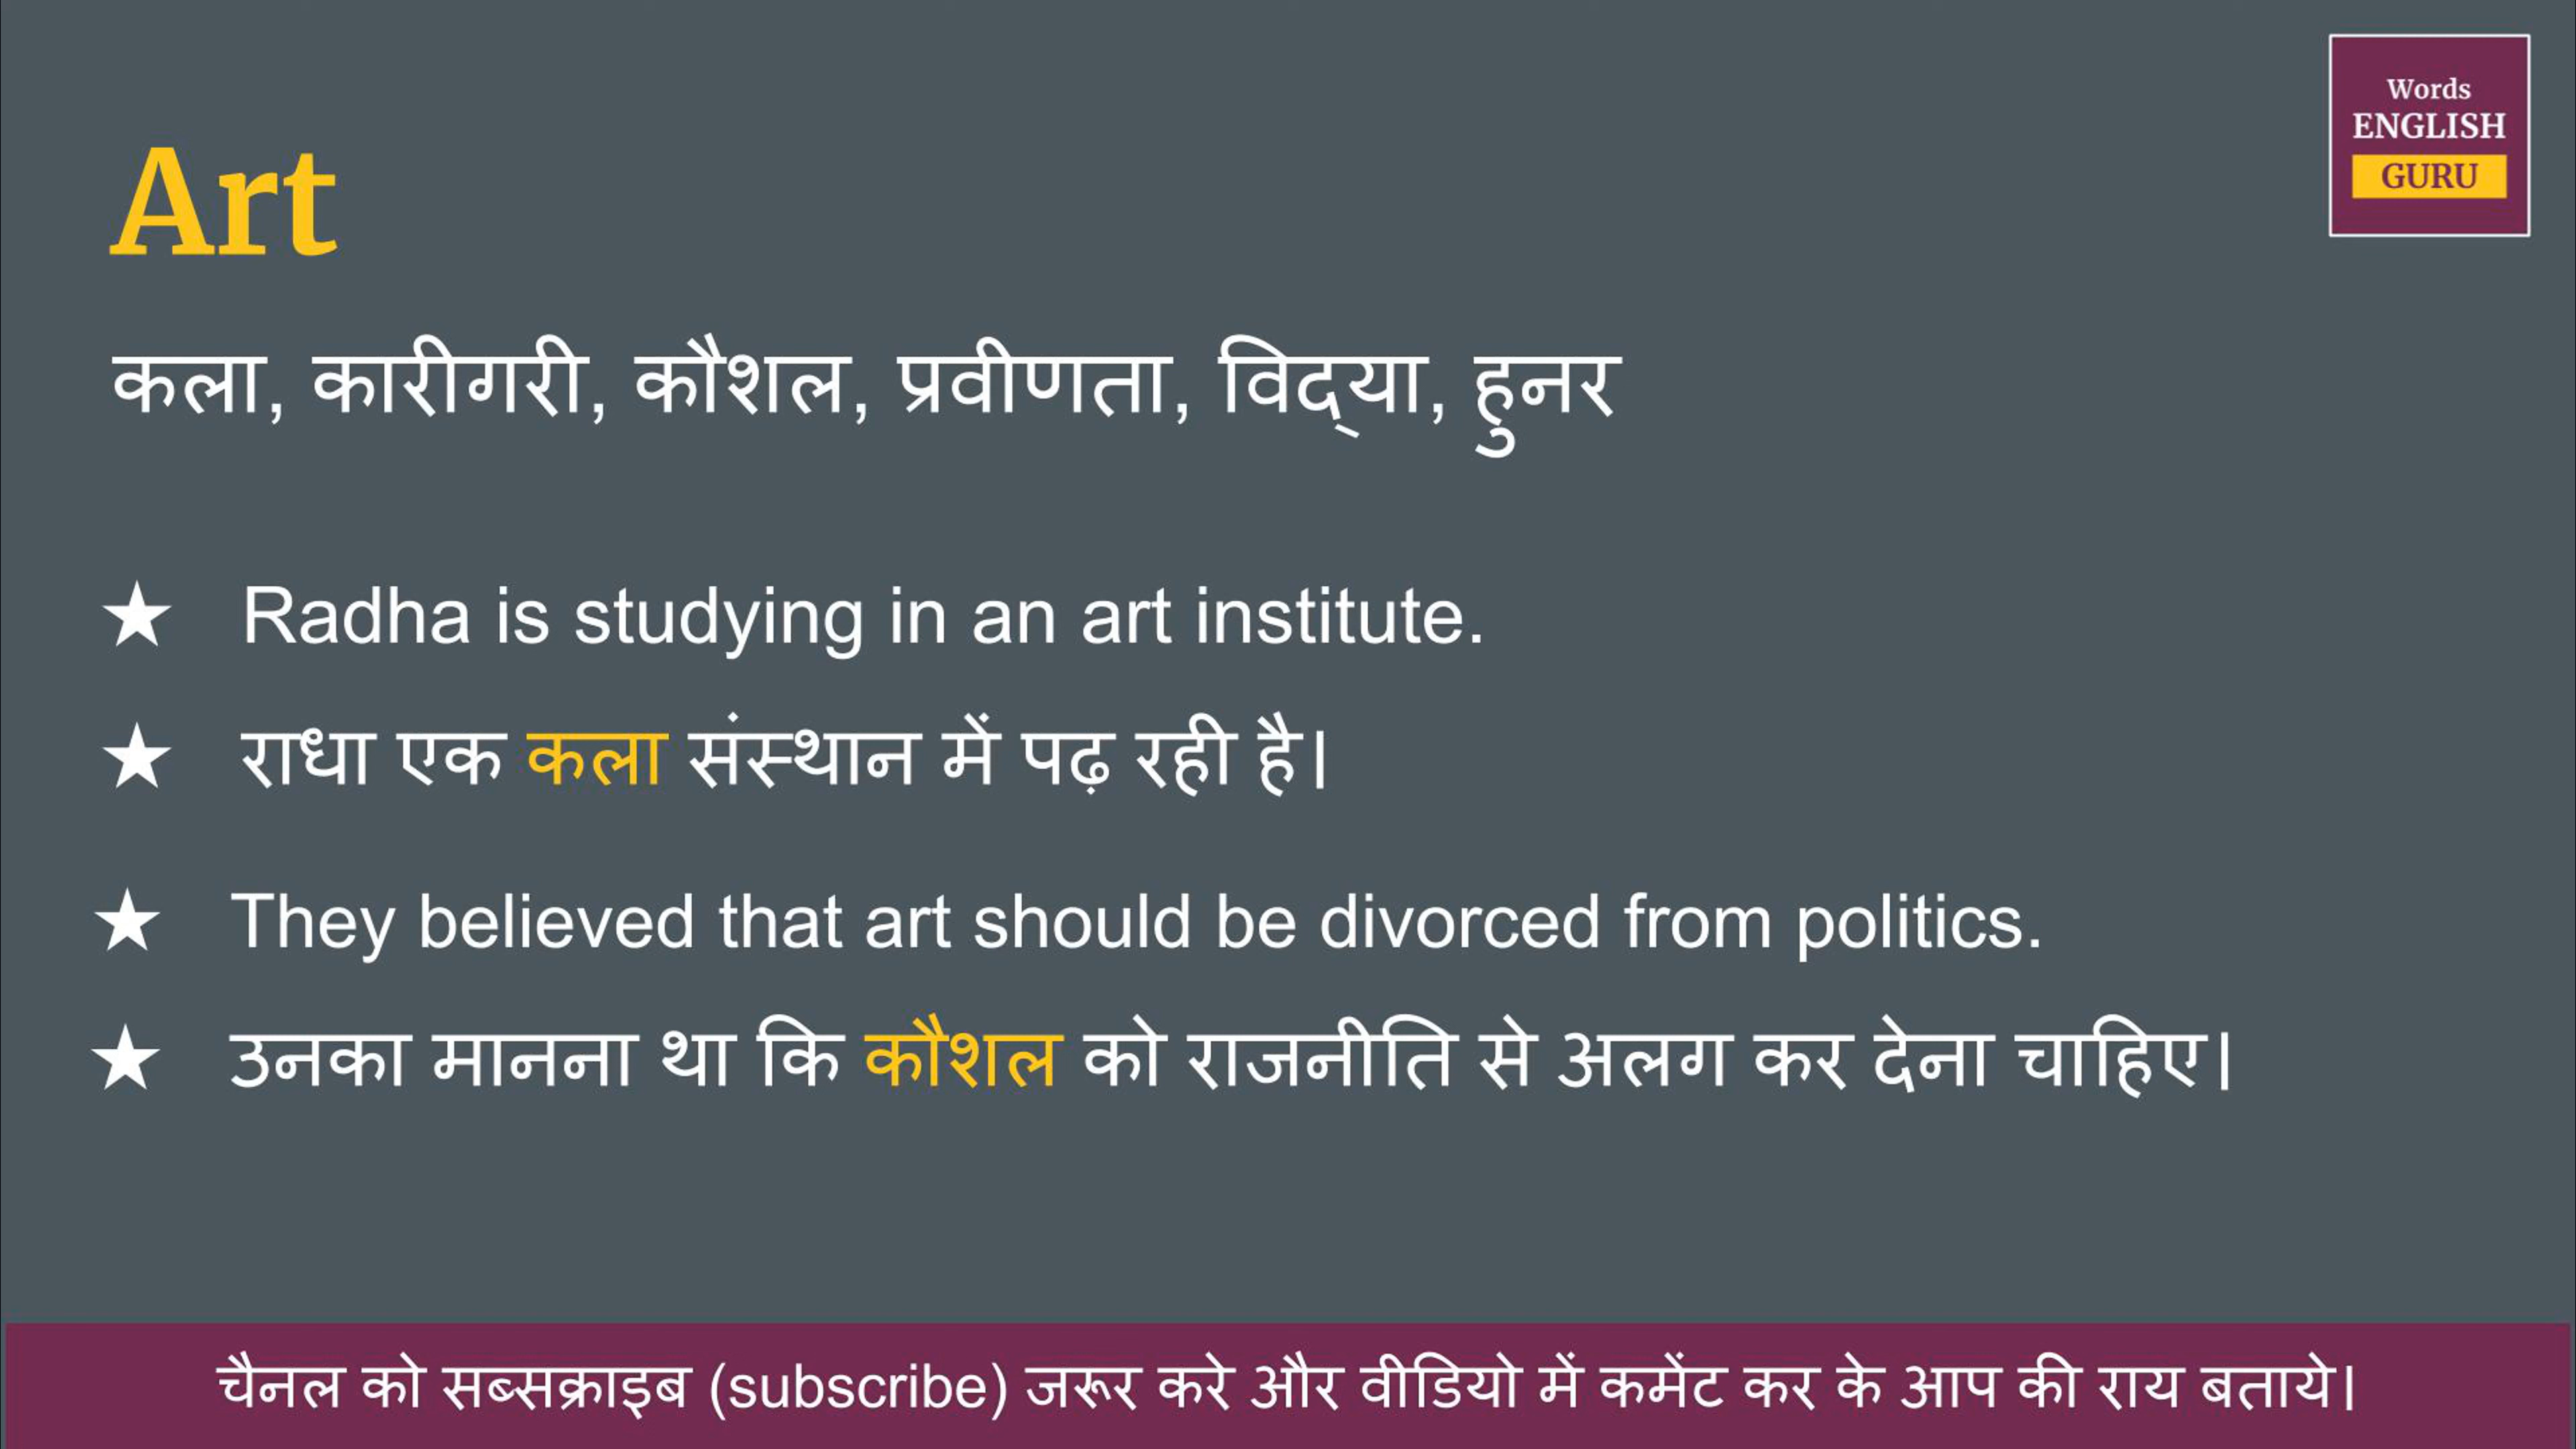 Words
ENGLISH
GURU
Art
कला, कारीगरी, कौशल, प्रवीणता, विद्‌या, हुनर
★ Radha is studying in an art institute.
★ राधा एक कला संस्थान में पढ़ रही है।
★ They believed that art should be divorced from politics.
★ उनका मानना था कि कौशल को राजनीति से अलग कर देना चाहिए।
चैनल को सब्सक्राइब (subscribe) जरूर करे और वीडियो में कमेंट कर के आप की राय बताये।